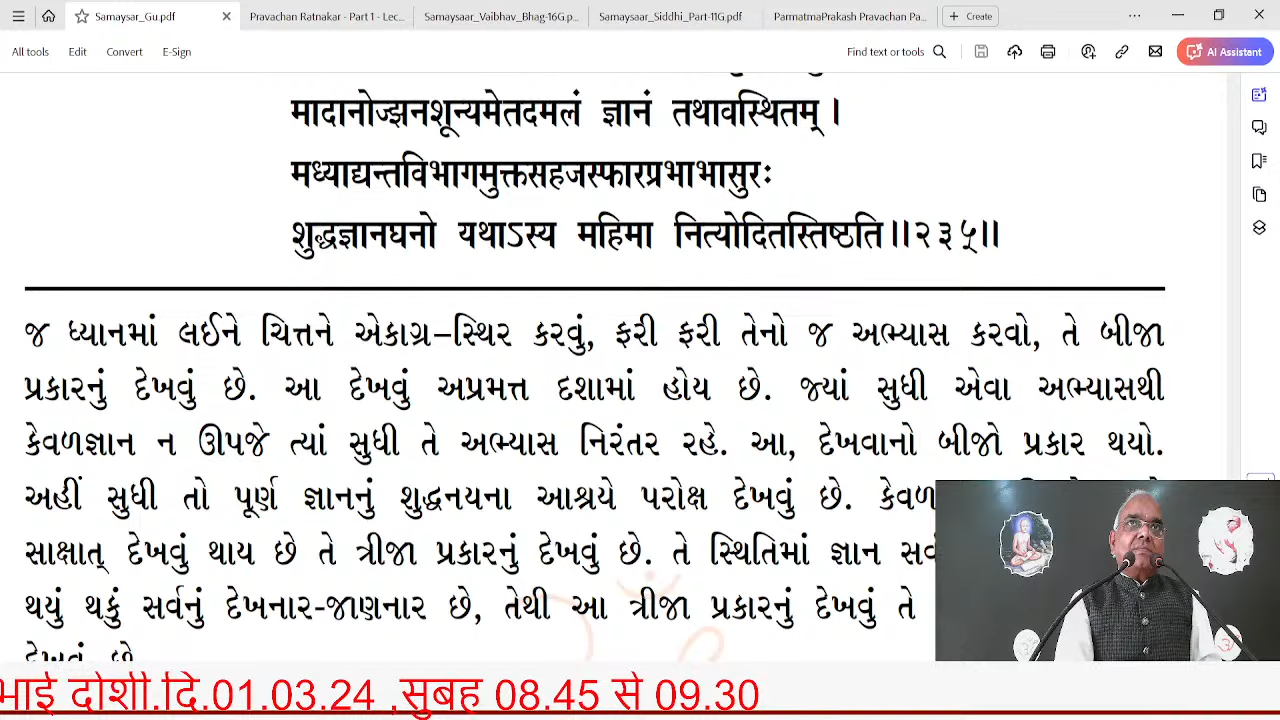 Samaysar_Gu.pdf
Pravachan Ratnakar - Part 1 - Lec...
Samaysaar_Vaibhav_Bhag-16G.p...
Samaysaar_Siddhi_Part-11G.pdf
ParmatmaPrakash Pravachan Pa...
Create
All tools Edit Convert E-Sign
Find text or tools
AI Assistant
मादानोज्झनशून्यमेतदमलं ज्ञानं तथावस्थितम्।
मध्याद्यन्तविभागमुक्तसहजस्फारप्रभाभासुरः
शुद्धज्ञानघनो यथाऽस्य महिमा नित्योदितस्तिष्ठति।।२३५।।
જ ધ્યાનમાં લઈને ચિત્તને એકાગ્ર–સ્થિર કરવું, ફરી ફરી તેનો જ અભ્યાસ કરવો, તે બીજા
પ્રકારનું દેખવું છે. આ દેખવું અપ્રમત્ત દશામાં હોય છે. જ્યાં સુધી એવા અભ્યાસથી
કેવળજ્ઞાન ન ઊપજે ત્યાં સુધી તે અભ્યાસ નિરંતર રહે. આ, દેખવાનો બીજો પ્રકાર થયો.
અહીં સુધી તો પૂર્ણ જ્ઞાનનું શુદ્ધનયના આશ્રયે પરોક્ષ દેખવું છે. કેવળ
સાક્ષાત્ દેખવું થાય છે તે ત્રીજા પ્રકારનું દેખવું છે. તે સ્થિતિમાં જ્ઞાન સર્વ
થયું થકું સર્વનું દેખનાર-જાણનાર છે, તેથી આ ત્રીજા પ્રકારનું દેખવું તે
દેખવું છે.
भाई दोशी.दि.01.03.24 ,सुबह 08.45 से 09.30